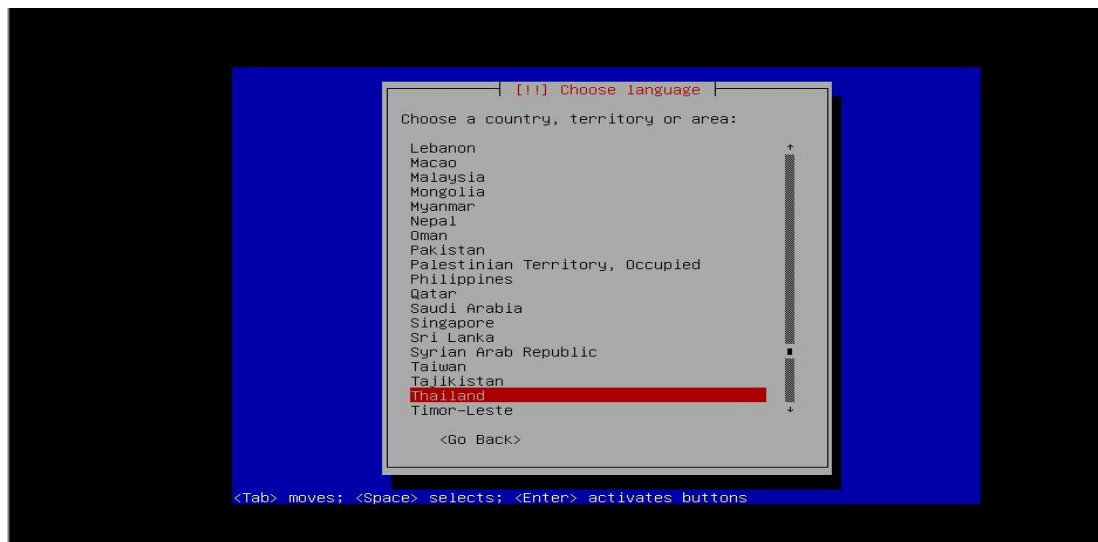 [!!] Choose language
Choose a country, territory or area:
Lebanon
Macao
Malaysia
Mongolia
Myanmar
Nepal
Oman
Pakistan
Palestinian Territory, Occupied
Philippines
Qatar
Saudi Arabia
Singapore
Sri Lanka
Syrian Arab Republic
Taiwan
Tajikistan
Thailand
Timor-Leste
<Go Back>
<Tab> moves; <Space> selects; <Enter> activates buttons